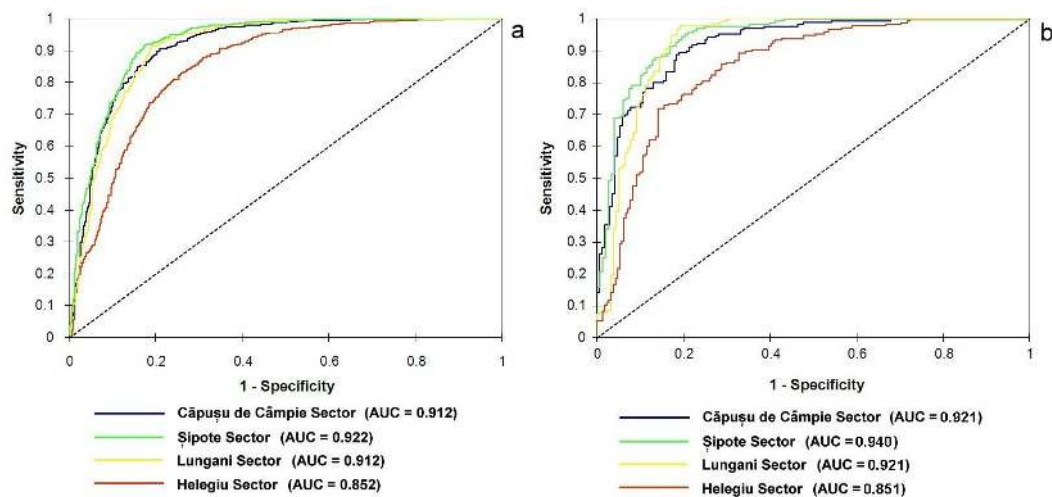 a
1
0.9
0.8
0.7
0.6
0.5
0.4
0.3
0.2
0.1
0
Sensitivity
0
0.2
0.4
0.6
0.8
1
1 - Specificity
Căpușu de Câmpie Sector (AUC = 0.912)
Șipote Sector (AUC = 0.922)
Lungani Sector (AUC = 0.912)
Helegiu Sector (AUC = 0.852)
b
1
0.9
0.8
0.7
0.6
0.5
0.4
0.3
0.2
0.1
0
Sensitivity
0
0.2
0.4
0.6
0.8
1
1 - Specificity
Căpușu de Câmpie Sector (AUC = 0.921)
Șipote Sector (AUC = 0.940)
Lungani Sector (AUC = 0.921)
Helegiu Sector (AUC = 0.851)